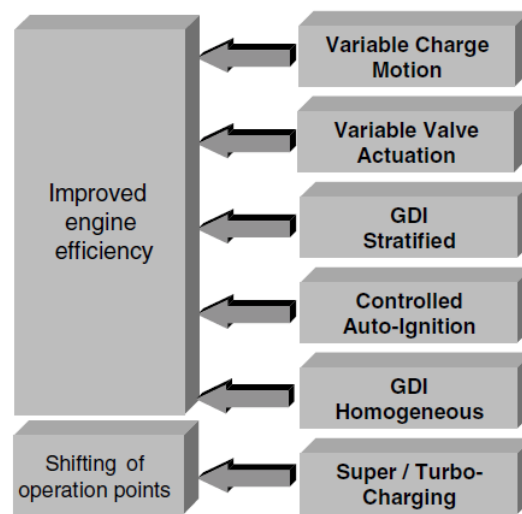 Variable Charge
Motion
Variable Valve
Actuation
Improved
engine
efficiency
GDI
Stratified
Controlled
Auto-Ignition
GDI
Homogeneous
Shifting of
operation points
Super / Turbo-
Charging